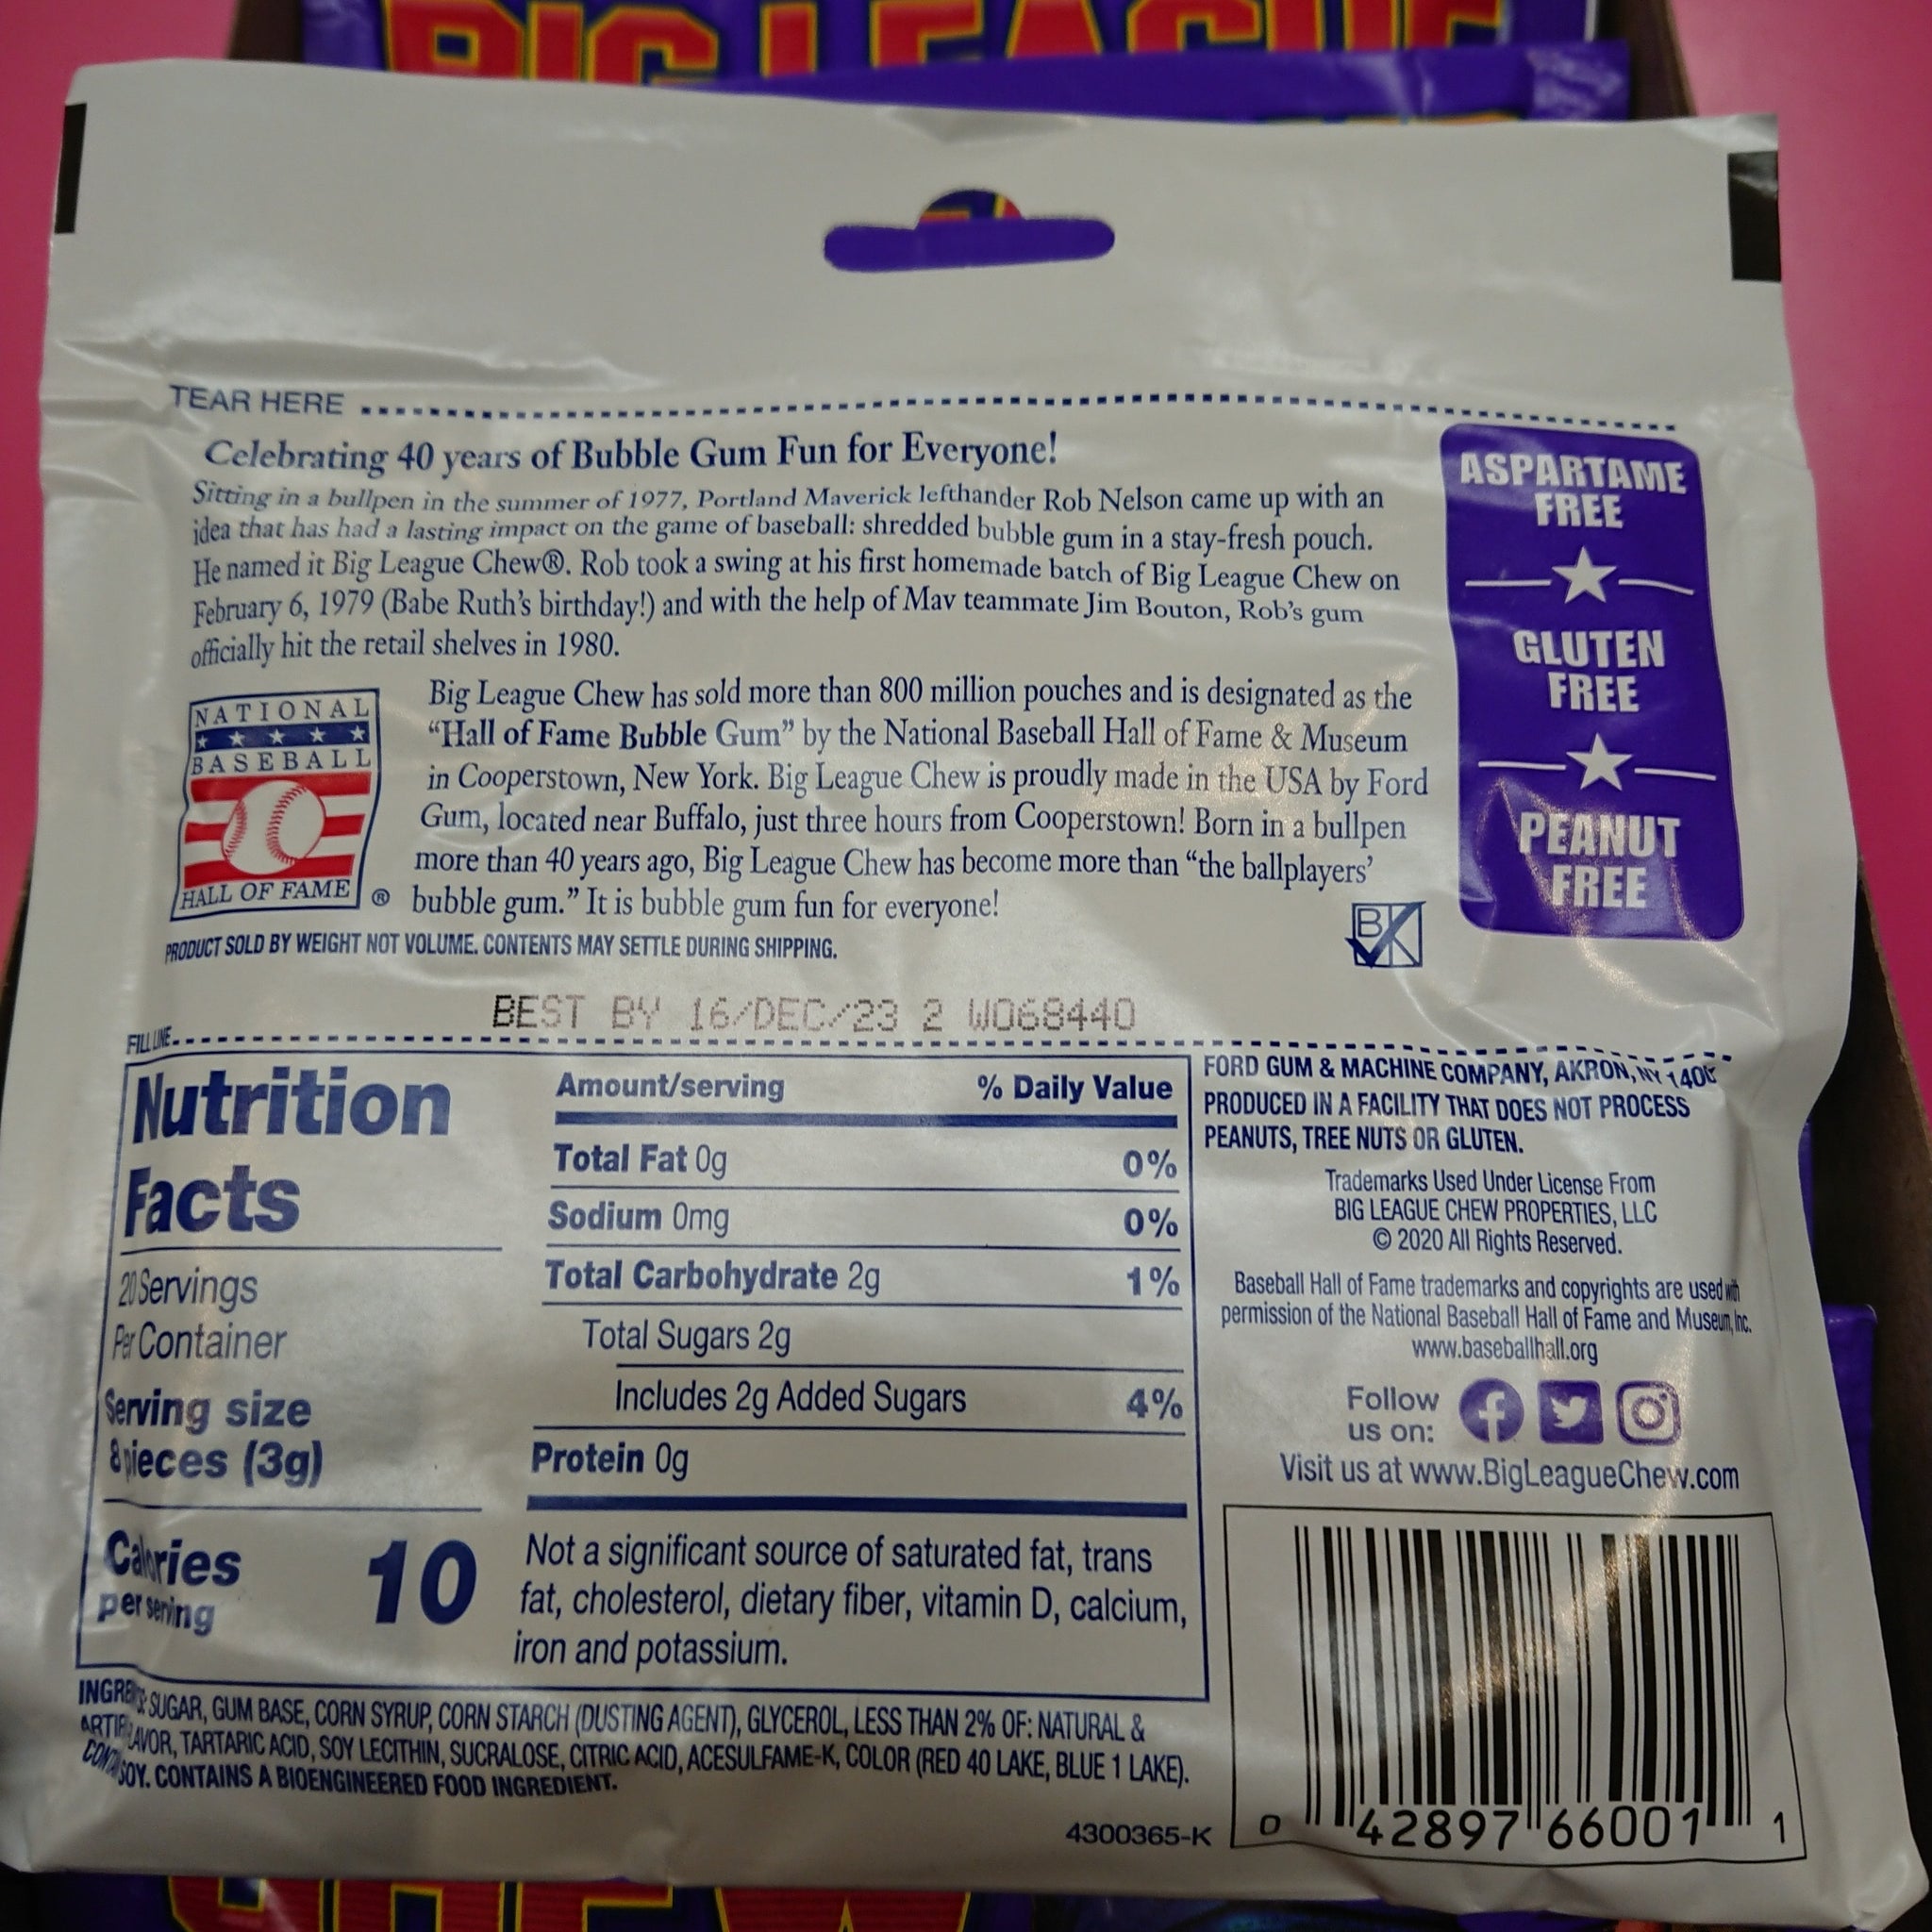 BIG LEAGUE
TEAR HERE
Celebrating 40 years of Bubble Gum Fun for Everyone!
Sitting in a bullpen in the summer of 1977, Portland Maverick lefthander Rob Nelson came up with an
idea that has had a lasting impact on the game of baseball: shredded bubble gum in a stay-fresh pouch.
He named it Big League Chew®. Rob took a swing at his first homemade batch of Big League Chew on
February 6, 1979 (Babe Ruth's birthday!) and with the help of Mav teammate Jim Bouton, Rob's gum
officially hit the retail shelves in 1980.
Big League Chew has sold more than 800 million pouches and is designated as the
“Hall of Fame Bubble Gum” by the National Baseball Hall of Fame & Museum
in Cooperstown, New York. Big League Chew is proudly made in the USA by Ford
Gum, located near Buffalo, just three hours from Cooperstown! Born in a bullpen
more than 40 years ago, Big League Chew has become more than “the ballplayers’
bubble gum.” It is bubble gum fun for everyone!
NATIONAL
BASEBALL
HALL OF FAME ®
ASPARTAME
FREE
GLUTEN
FREE
PEANUT
FREE
BK
PRODUCT SOLD BY WEIGHT NOT VOLUME. CONTENTS MAY SETTLE DURING SHIPPING.
BEST BY 16/DEC/23 2 W068440
FILL LINE
Nutrition
Facts
20 Servings
Per Container
Serving size
8 pieces (3g)
Calories 10
per serving
Amount/serving % Daily Value
Total Fat 0g 0%
Sodium 0mg 0%
Total Carbohydrate 2g 1%
Total Sugars 2g
Includes 2g Added Sugars 4%
Protein 0g
Not a significant source of saturated fat, trans
fat, cholesterol, dietary fiber, vitamin D, calcium,
iron and potassium.
SUGAR, GUM BASE, CORN SYRUP, CORN STARCH (DUSTING AGENT), GLYCEROL, LESS THAN 2% OF: NATURAL &
TARTARIC ACID, SOY LECITHIN, SUCRALOSE, CITRIC ACID, ACESULFAME-K, COLOR (RED 40 LAKE, BLUE 1 LAKE).
SOY. CONTAINS A BIOENGINEERED FOOD INGREDIENT.
4300365-K
FORD GUM & MACHINE COMPANY, AKRON, NY
PRODUCED IN A FACILITY THAT DOES NOT PROCESS
PEANUTS, TREE NUTS OR GLUTEN.
Trademarks Used Under License From
BIG LEAGUE CHEW PROPERTIES, LLC
© 2020 All Rights Reserved.
Baseball Hall of Fame trademarks and copyrights are used with
permission of the National Baseball Hall of Fame and Museum, Inc.
www.baseballhall.org
Follow
us on:
Visit us at www.BigLeagueChew.com
0 42897 66001 1
CHEW